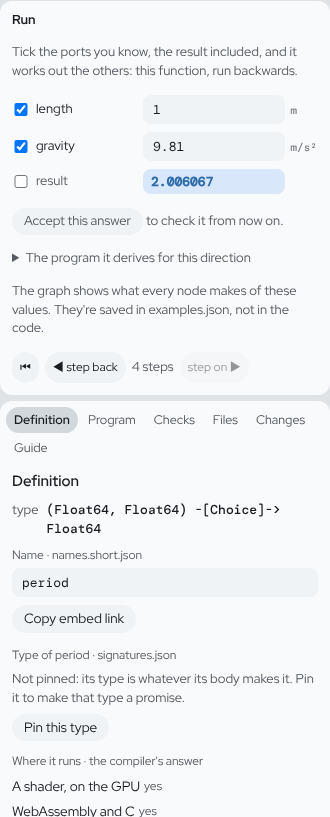 Run
Tick the ports you know, the result included, and it
works out the others: this function, run backwards.
length 1 m
gravity 9.81 m/s²
result 2.006067
Accept this answer to check it from now on.
▶ The program it derives for this direction
The graph shows what every node makes of these
values. They're saved in examples.json, not in the
code.
⏮ ◀ step back 4 steps step on ▶
Definition Program Checks Files Changes
Guide
Definition
type (Float64, Float64) -[Choice]->
Float64
Name · names.short.json
period
Copy embed link
Type of period · signatures.json
Not pinned: its type is whatever its body makes it. Pin
it to make that type a promise.
Pin this type
Where it runs · the compiler's answer
A shader, on the GPU yes
WebAssembly and C yes